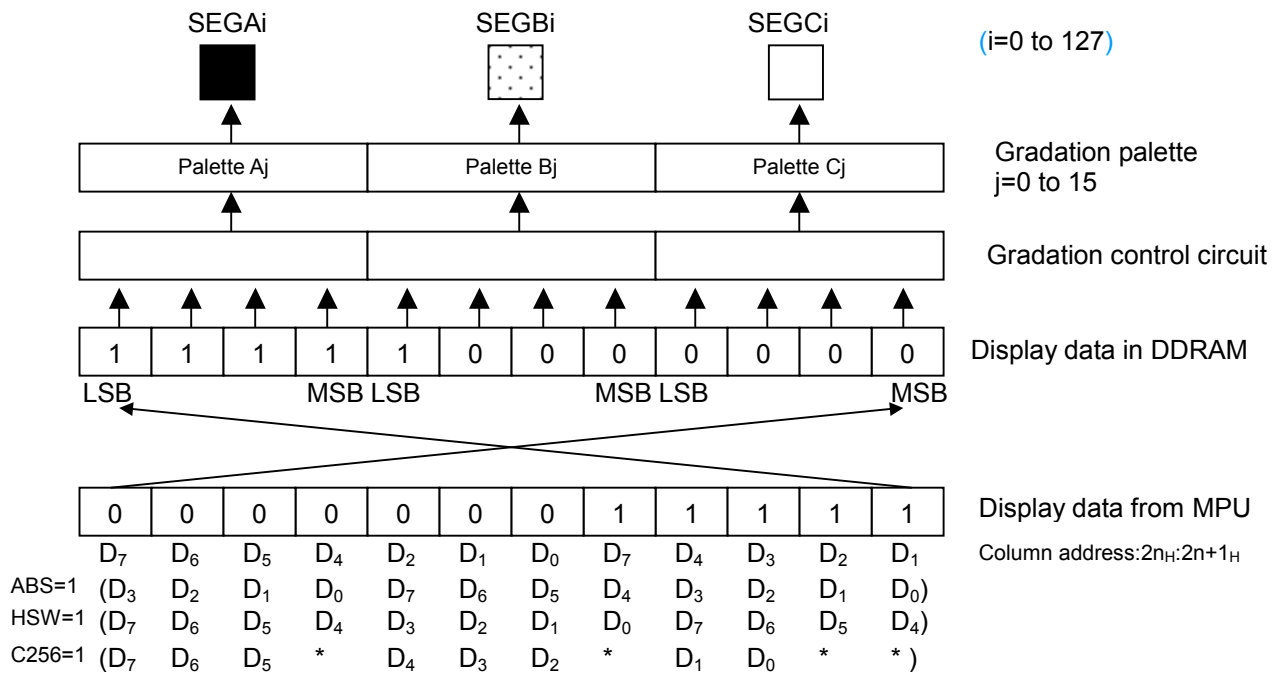 SEGAi SEGBi SEGCi (i=0 to 127)
Palette Aj Palette Bj Palette Cj Gradation palette
j=0 to 15
Gradation control circuit
1 1 1 1 1 0 0 0 0 0 0 0 Display data in DDRAM
LSB MSB LSB MSB LSB MSB
0 0 0 0 0 0 0 1 1 1 1 1 Display data from MPU
D7 D6 D5 D4 D2 D1 D0 D7 D4 D3 D2 D1 Column address:2nH:2n+1H
ABS=1 (D3 D2 D1 D0 D7 D6 D5 D4 D3 D2 D1 D0)
HSW=1 (D7 D6 D5 D4 D3 D2 D1 D0 D7 D6 D5 D4)
C256=1 (D7 D6 D5 * D4 D3 D2 * D1 D0 * * )